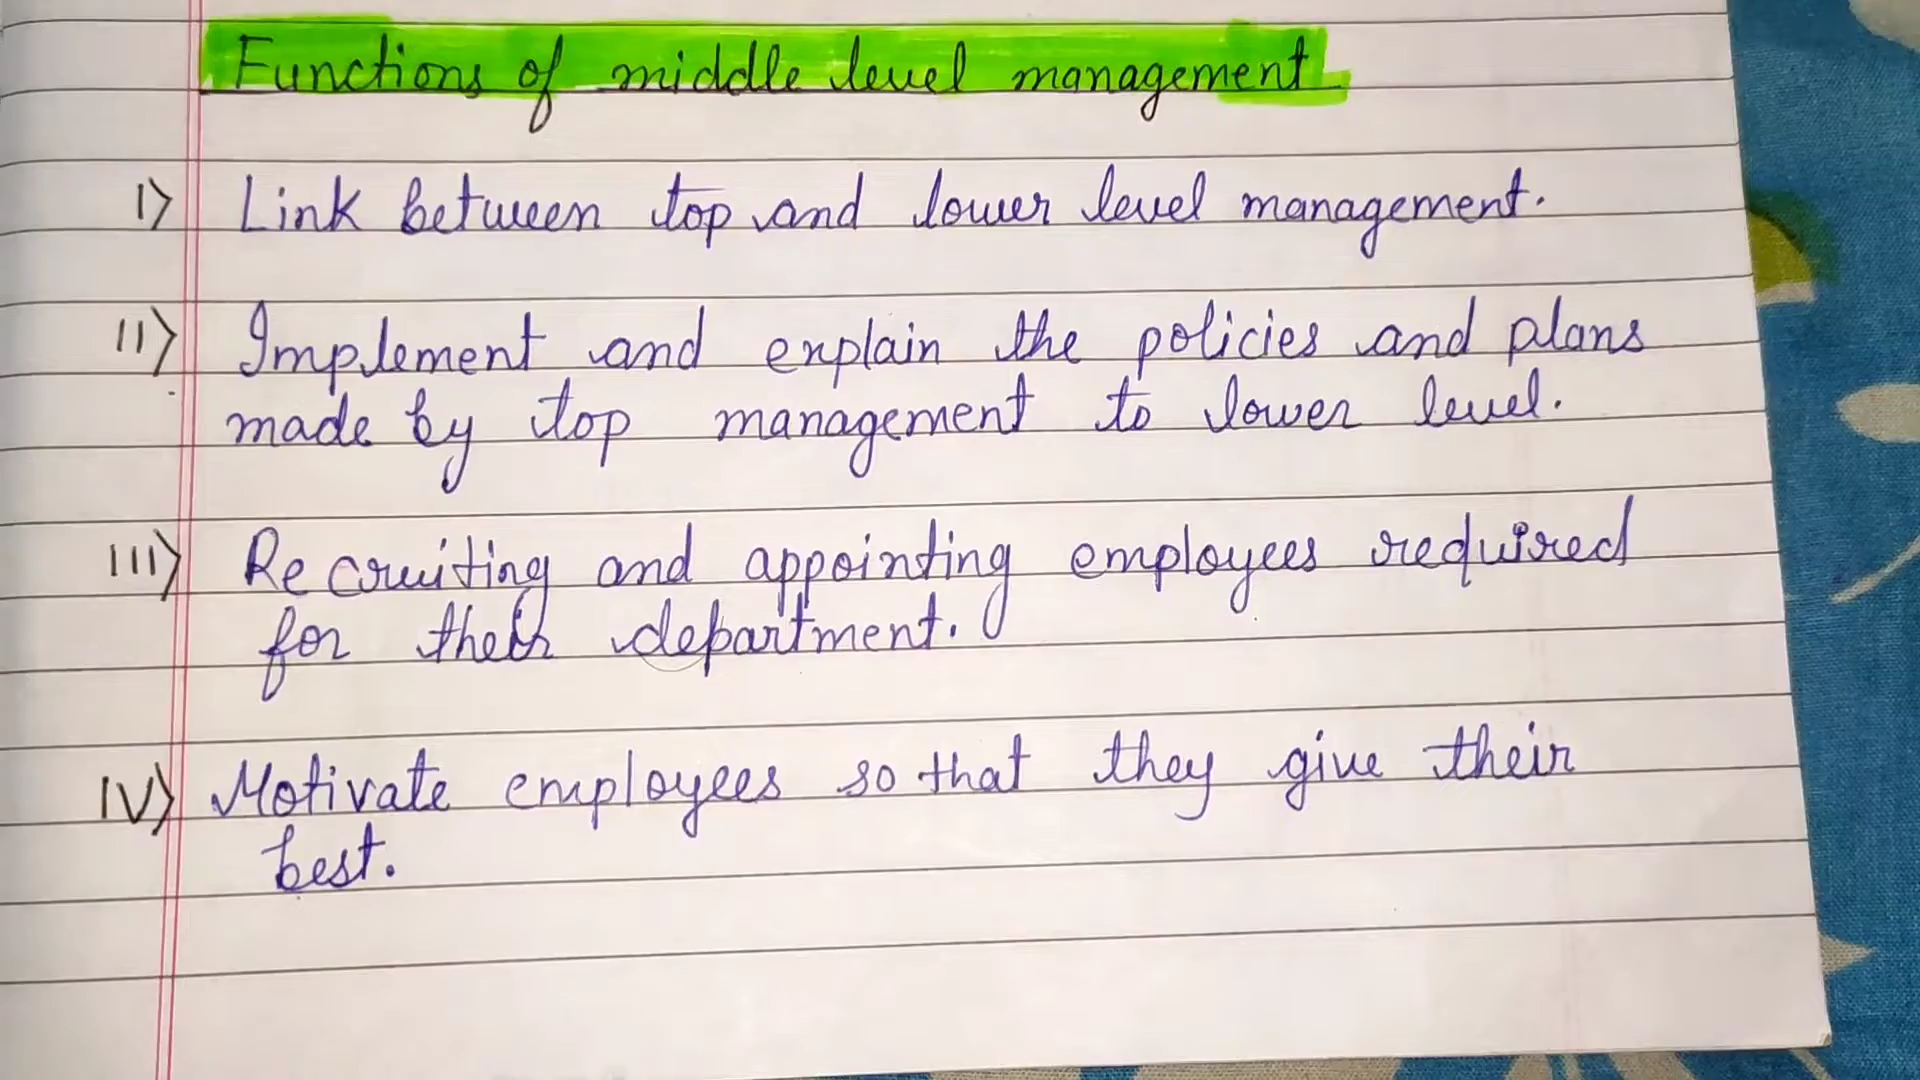 Functions of middle level management
I) Link between top and lower level management.
II) Implement and explain the policies and plans
made by top management to lower level.
III) Recruiting and appointing employees required
for their department.
IV) Motivate employees so that they give their
best.